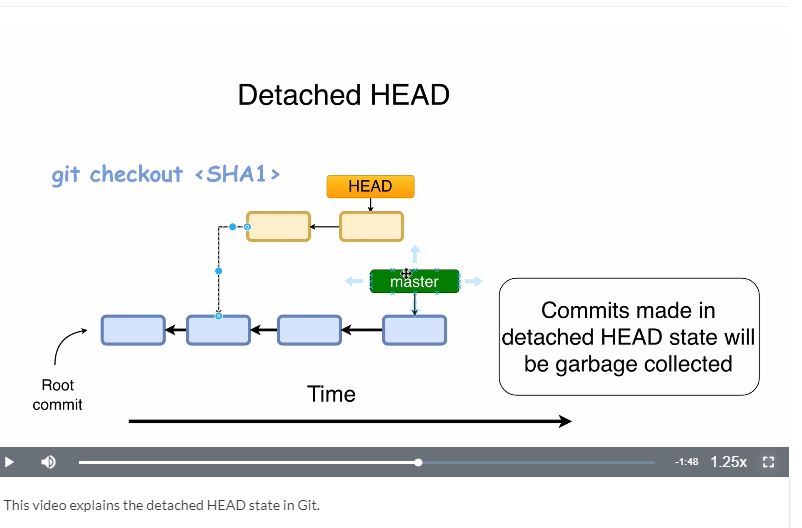 Detached HEAD
git checkout <SHA1>
HEAD
master
Commits made in
detached HEAD state will
be garbage collected
Root
commit
Time
-1:48 1.25x
This video explains the detached HEAD state in Git.